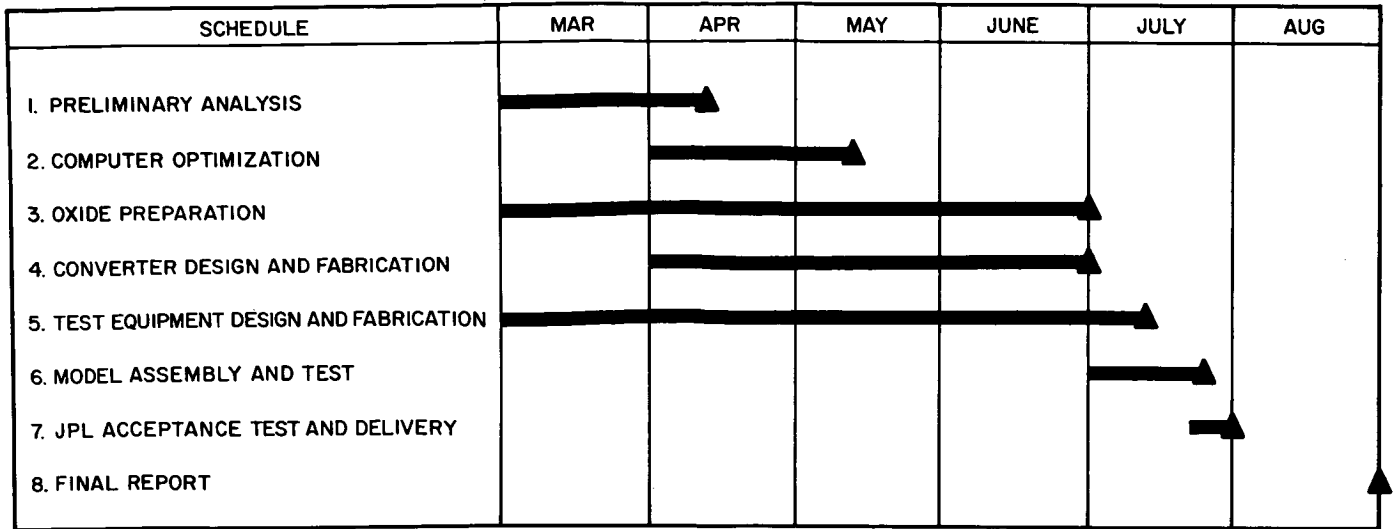 SCHEDULE MAR APR MAY JUNE JULY AUG
1. PRELIMINARY ANALYSIS
2. COMPUTER OPTIMIZATION
3. OXIDE PREPARATION
4. CONVERTER DESIGN AND FABRICATION
5. TEST EQUIPMENT DESIGN AND FABRICATION
6. MODEL ASSEMBLY AND TEST
7. JPL ACCEPTANCE TEST AND DELIVERY
8. FINAL REPORT